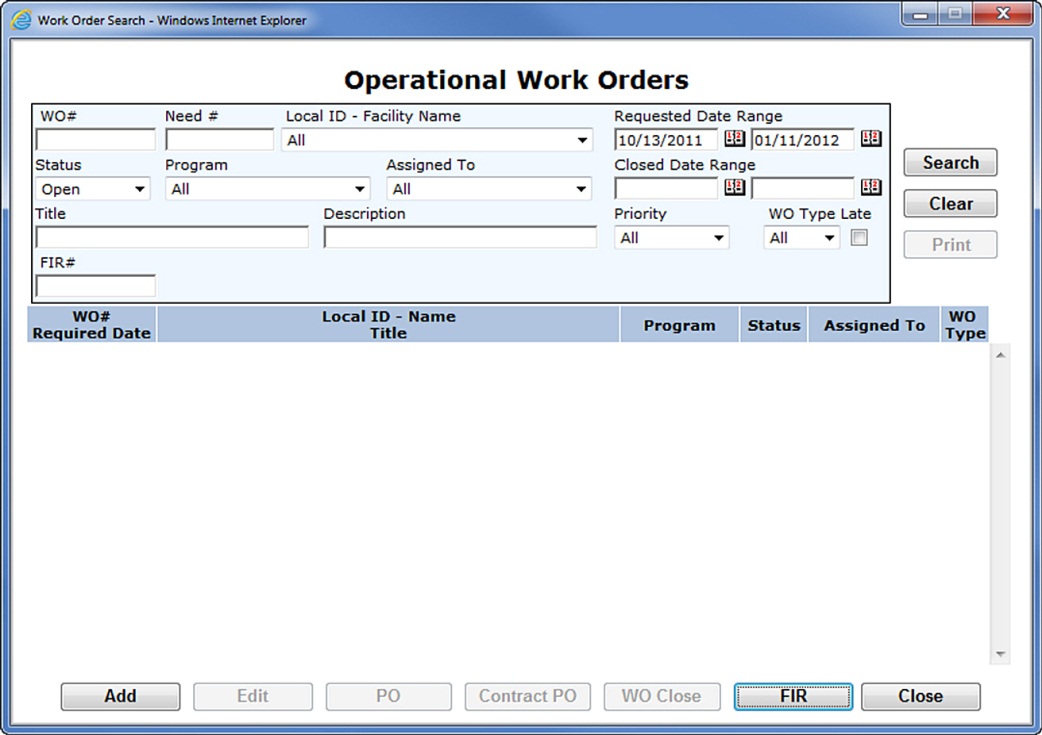 Work Order Search - Windows Internet Explorer
Operational Work Orders
WO# Need # Local ID - Facility Name Requested Date Range
All 10/13/2011 01/11/2012
Status Program Assigned To Closed Date Range
Open All All
Search
Title Description Priority WO Type Late
Clear
All All
Print
FIR#
WO# Local ID - Name WO
Program Status Assigned To
Required Date Title Type
Add Edit PO Contract PO WO Close FIR Close